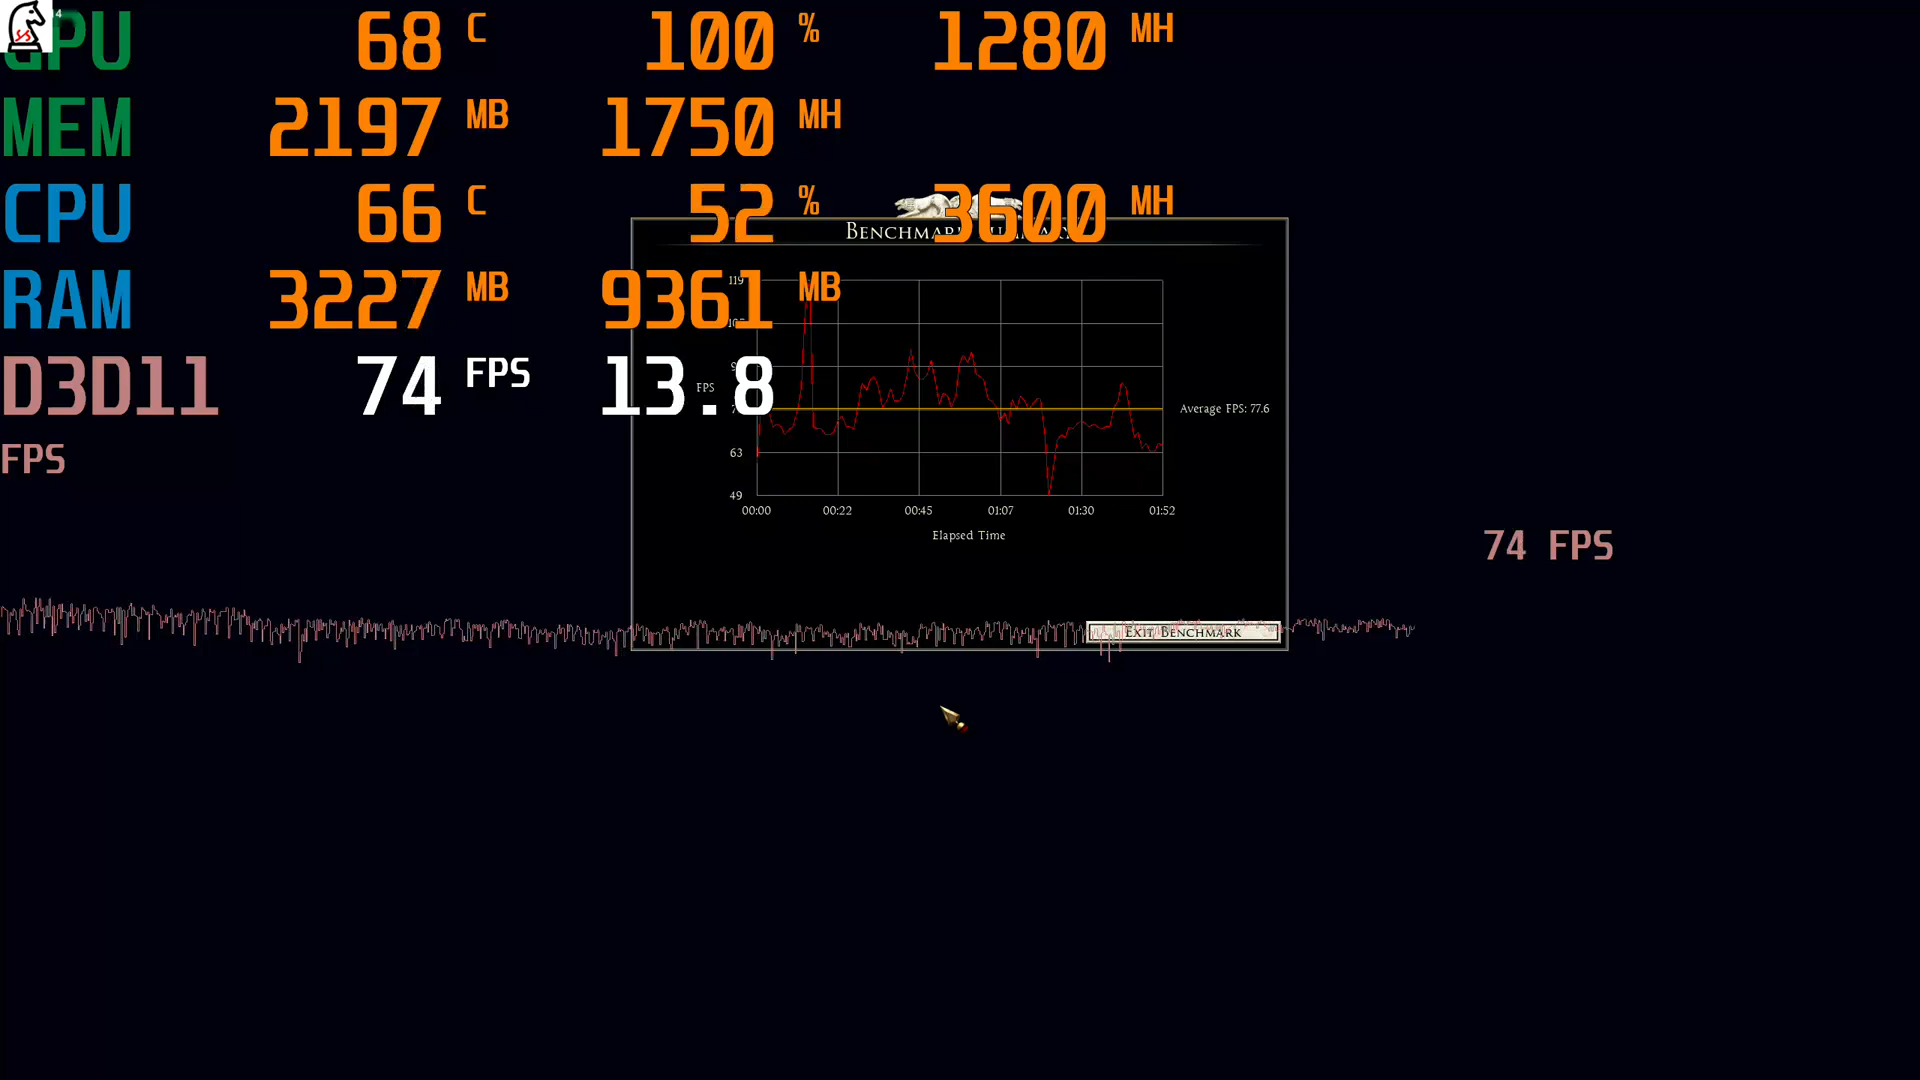 GPU 68 C 100 % 1280 MH
MEM 2197 MB 1750 MH
CPU 66 C 52 % 3600 MH
RAM 3227 MB 9361 MB
D3D11 74 FPS 13.8
FPS
119
FPS
Average FPS: 77.6
63
49
00:00 00:22 00:45 01:07 01:30 01:52
Elapsed Time
74 FPS
Exit Benchmark